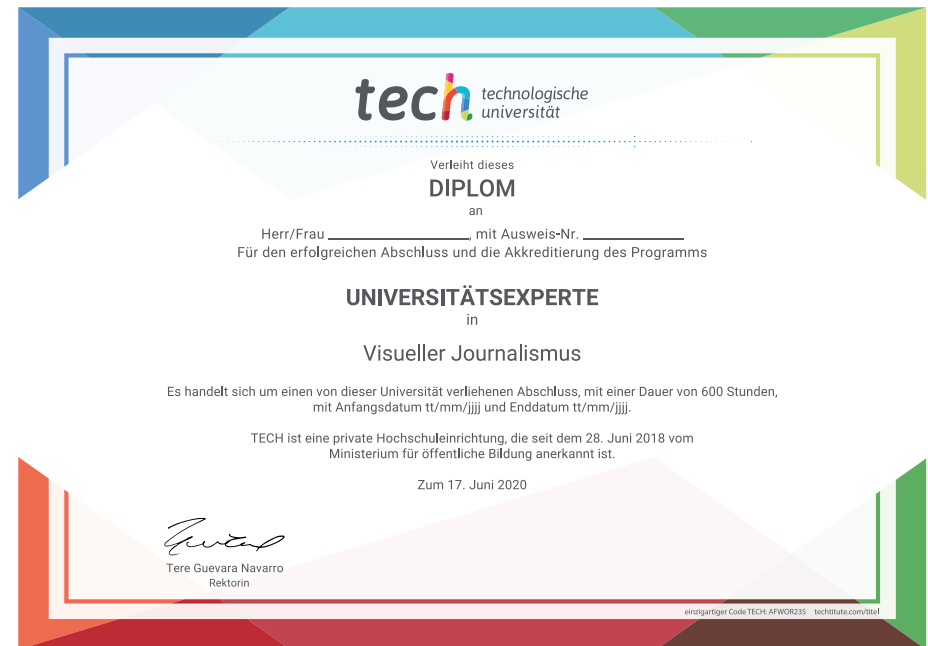 tech technologische
universität
Verleiht dieses
DIPLOM
an
Herr/Frau ____________, mit Ausweis-Nr. ____________
Für den erfolgreichen Abschluss und die Akkreditierung des Programms
UNIVERSITÄTSEXPERTE
in
Visueller Journalismus
Es handelt sich um einen von dieser Universität verliehenen Abschluss, mit einer Dauer von 600 Stunden,
mit Anfangsdatum tt/mm/jjjj und Enddatum tt/mm/jjjj.
TECH ist eine private Hochschuleinrichtung, die seit dem 28. Juni 2018 vom
Ministerium für öffentliche Bildung anerkannt ist.
Zum 17. Juni 2020
Tere Guevara Navarro
Rektorin
einzigartiger Code TECH: AFWOR23S techtitute.com/titel